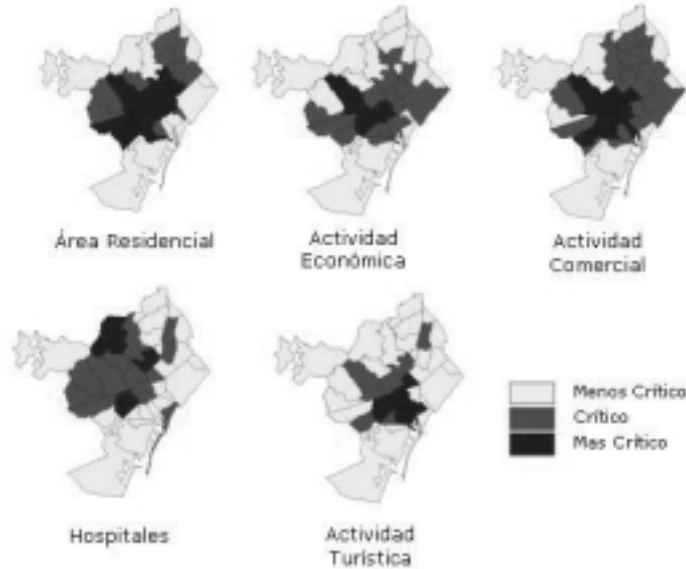 Área Residencial
Actividad
Económica
Actividad
Comercial
Hospitales
Actividad
Turística
Menos Crítico
Crítico
Mas Crítico